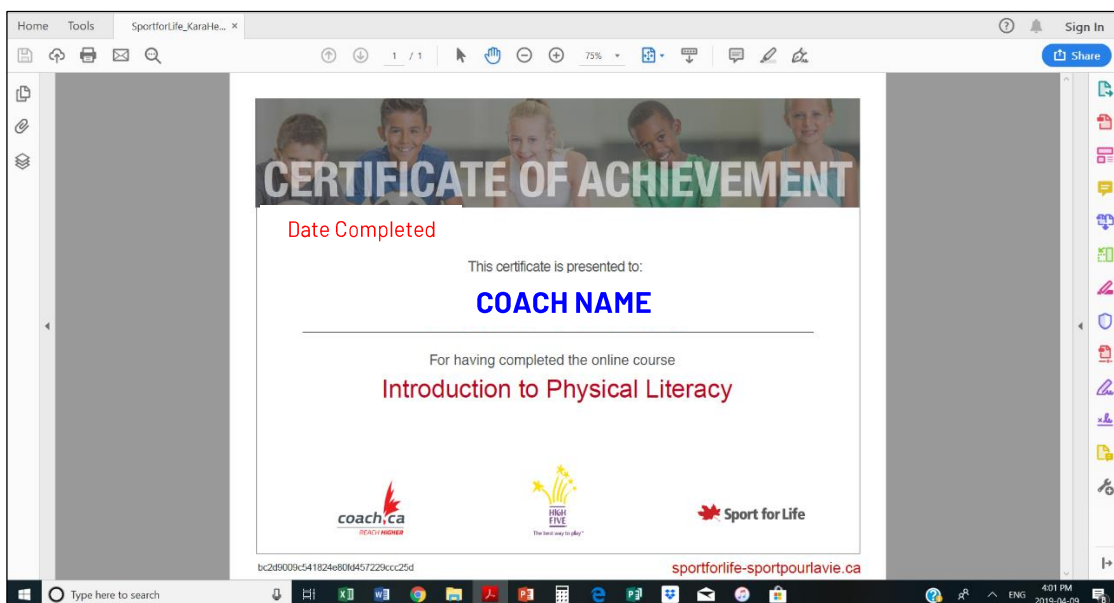 Home Tools SportforLife_KaraHe... × Sign In
1 / 1 75% Share
CERTIFICATE OF ACHIEVEMENT
Date Completed
This certificate is presented to:
COACH NAME
For having completed the online course
Introduction to Physical Literacy
coach.ca
REACH HIGHER
HIGH
FIVE
The best way to play™
Sport for Life
bc2d9009c541824e80fd457229ccc25d
sportforlife-sportpourlavie.ca
Type here to search
ENG
4:01 PM
2019-04-09